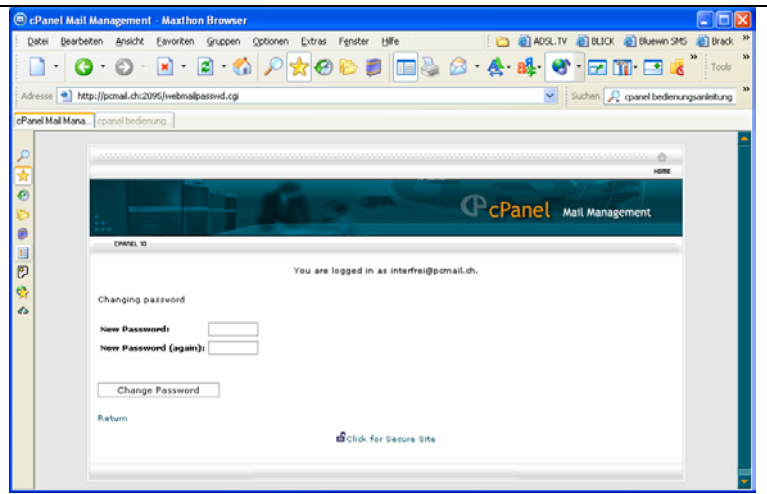 cPanel Mail Management - Maxthon Browser
Datei Bearbeiten Ansicht Favoriten Gruppen Optionen Extras Fenster Hilfe ADSL.TV BLICK Bluewin SMS Brack. »
Tools »
Adresse http://pcmail.ch:2095/webmailpasswd.cgi Suchen cpanel bedienungsanleitung »
cPanel Mail Mana... cpanel bedienung...
HOME
cPanel Mail Management
CPANEL 10
You are logged in as interfrei@pcmail.ch.
Changing password
New Password:
New Password (again):
Change Password
Return
Click for Secure Site